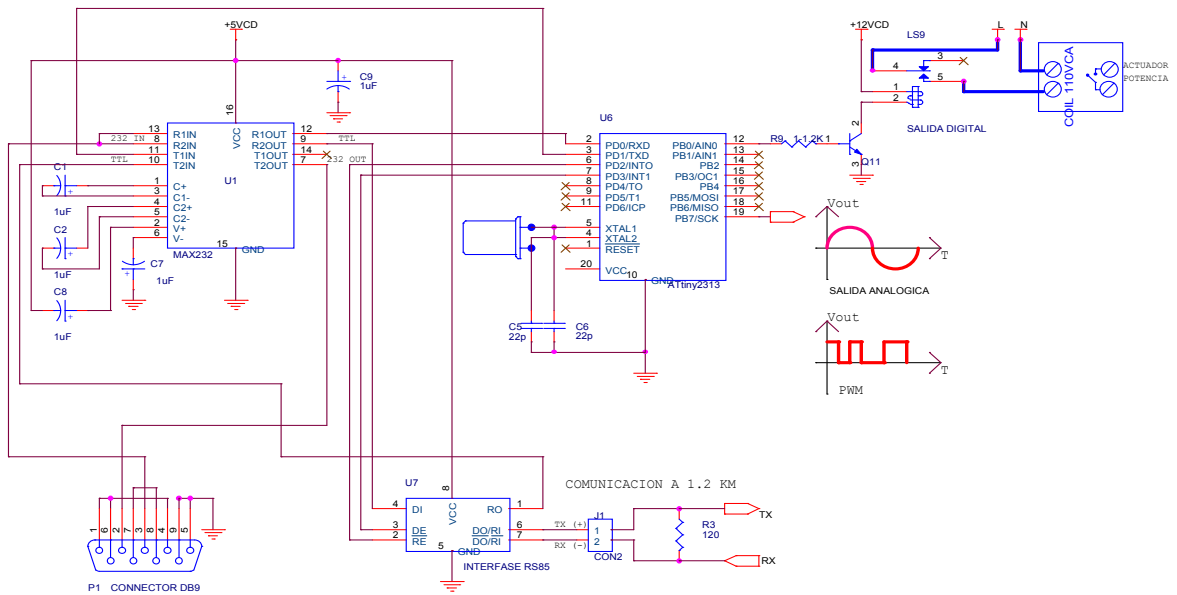 +5VCD
C9
1uF
16
VCC
13 R1IN
8 R2IN
11 T1IN
10 T2IN
232 IN
TTL
R1OUT 12
R2OUT 9
T1OUT 14
T2OUT 7
TTL
232 OUT
U1
1 C+
3 C1-
4 C2+
5 C2-
2 V+
6 V-
15
GND
MAX232
C1
1uF
C2
1uF
C7
1uF
C8
1uF
U6
2 PD0/RXD
3 PD1/TXD
6 PD2/INTO
7 PD3/INT1
8 PD4/TO
9 PD5/T1
11 PD6/ICP
5 XTAL1
4 XTAL2
1 RESET
20 VCC
10
GND
PB0/AIN0 12
PB1/AIN1 13
PB2 14
PB3/OC1 15
PB4 16
PB5/MOSI 17
PB6/MISO 18
PB7/SCK 19
ATtiny2313
C5
22p
C6
22p
R9
1-1.2K1
2
3
Q11
+12VCD
LS9
4
3
5
1
2
SALIDA DIGITAL
L
N
COIL 110VCA
ACTUADOR
POTENCIA
Vout
T
SALIDA ANALOGICA
Vout
T
PWM
U7
4 DI
3 DE
2 RE
8
VCC
RO 1
DO/RI 6
DO/RI 7
5
GND
INTERFASE RS85
COMUNICACION A 1.2 KM
TX (+)
RX (-)
J1
1
2
CON2
R3
120
TX
RX
1 6 2 7 3 8 4 9 5
P1 CONNECTOR DB9